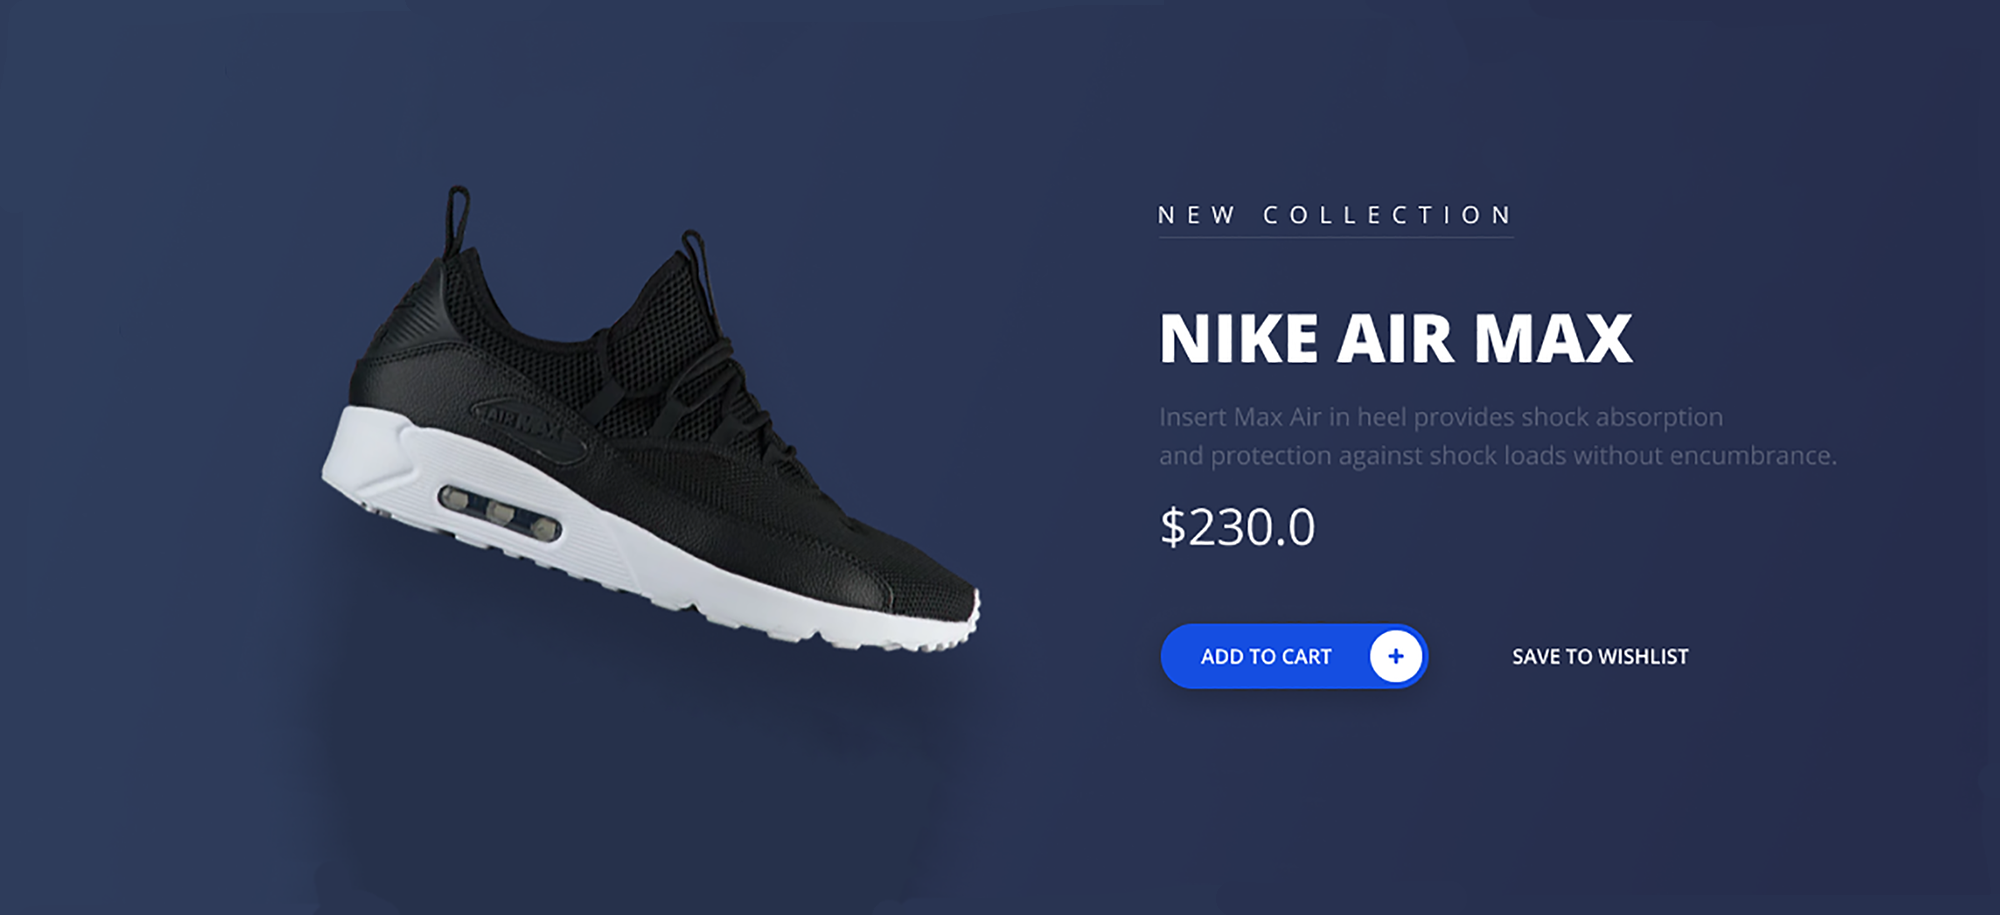 NEW COLLECTION
NIKE AIR MAX
Insert Max Air in heel provides shock absorption
and protection against shock loads without encumbrance.
$230.0
ADD TO CART +
SAVE TO WISHLIST
AIR MAX